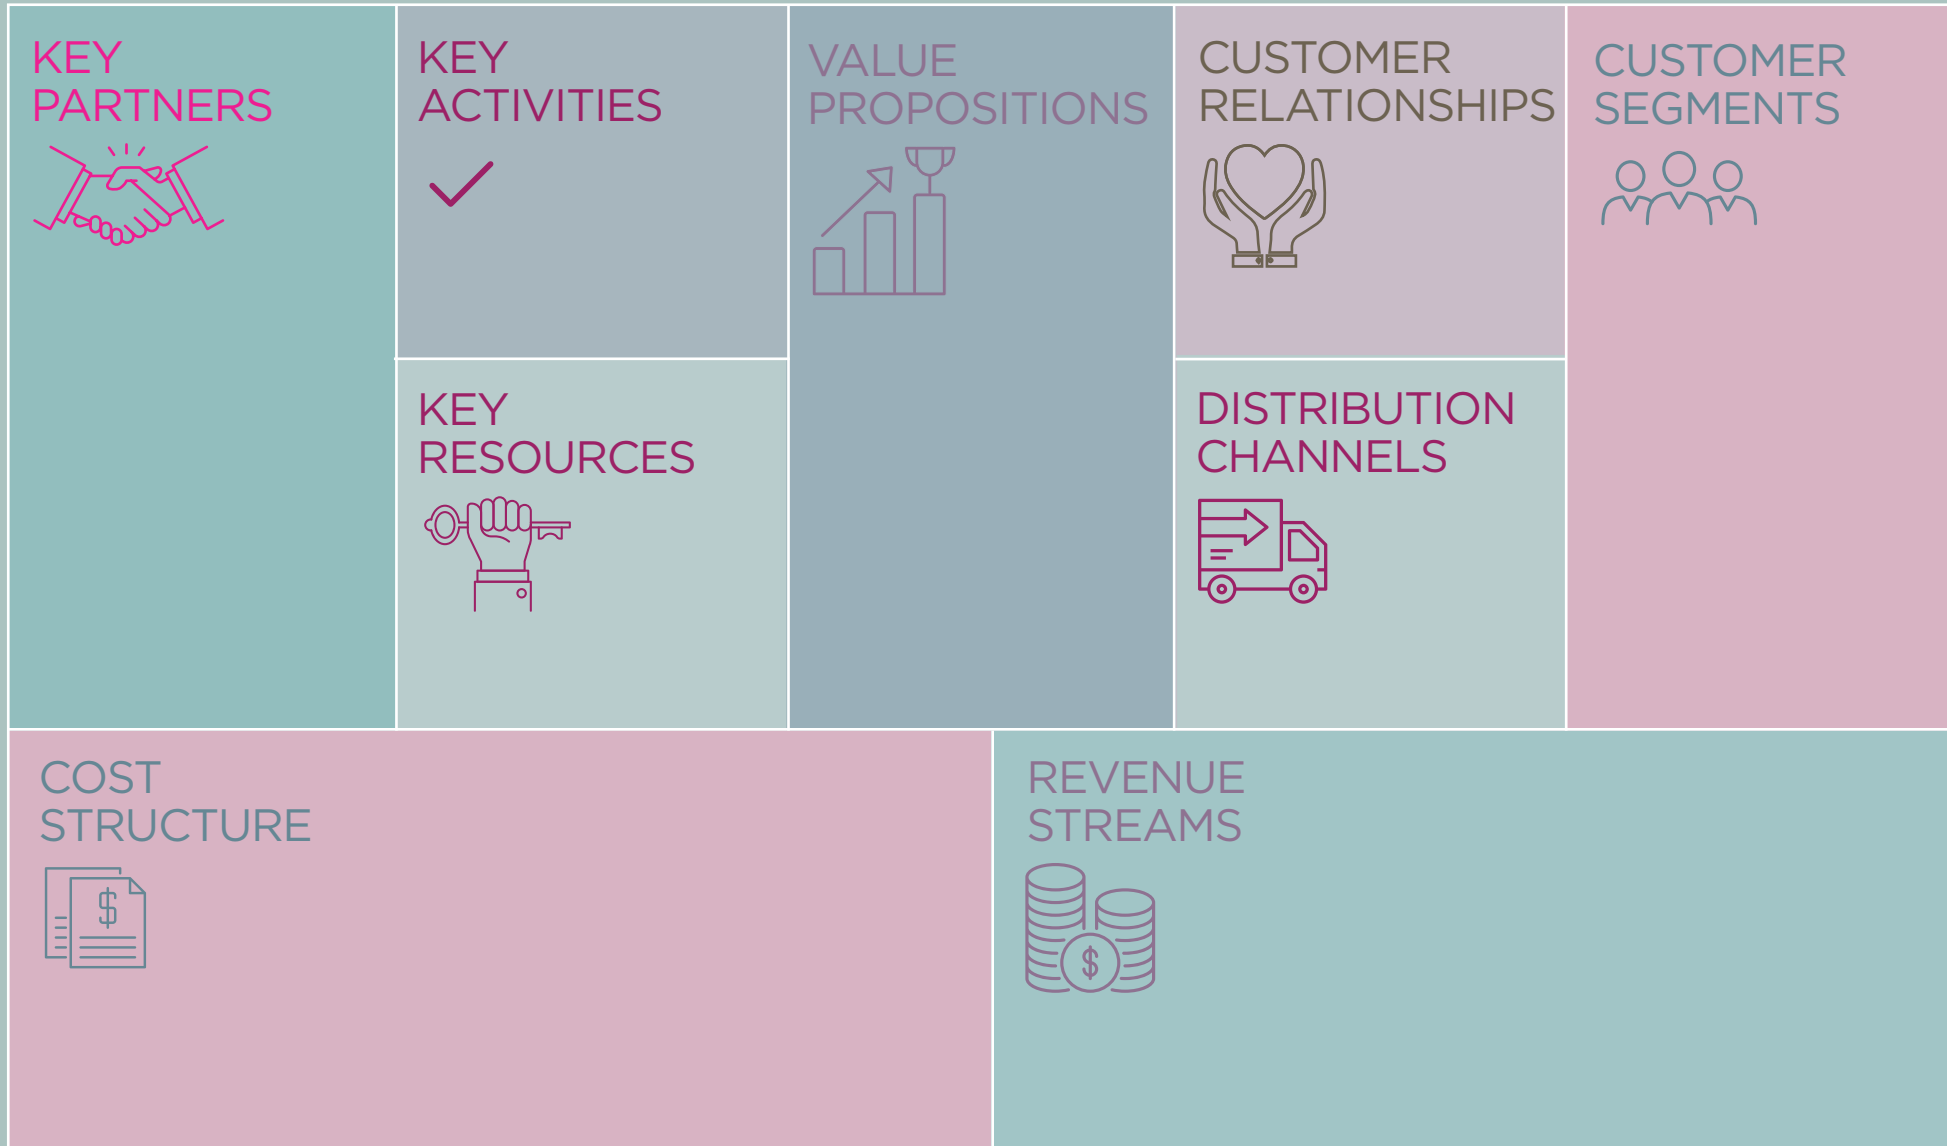 KEY
PARTNERS
KEY
ACTIVITIES
KEY
RESOURCES
VALUE
PROPOSITIONS
CUSTOMER
RELATIONSHIPS
DISTRIBUTION
CHANNELS
CUSTOMER
SEGMENTS
COST
STRUCTURE
$
REVENUE
STREAMS
$